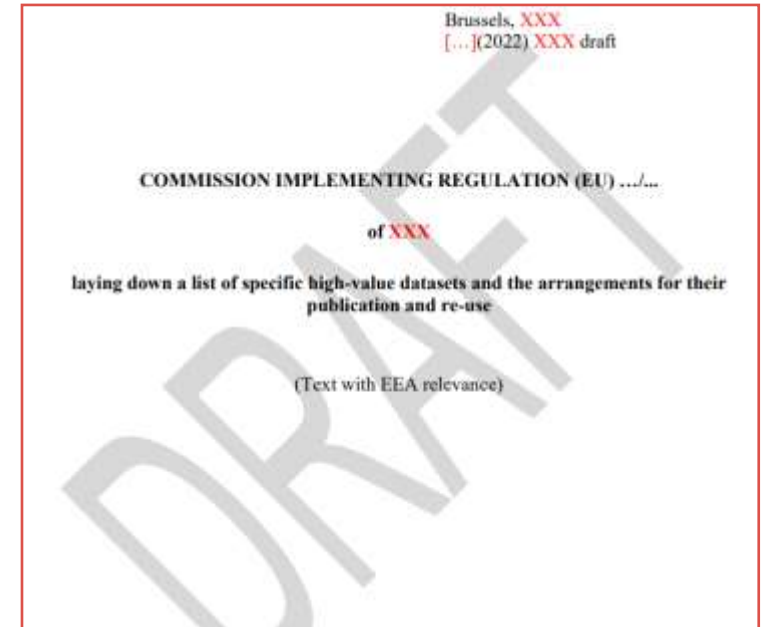 Brussels, XXX
[…](2022) XXX draft
COMMISSION IMPLEMENTING REGULATION (EU) …/...
of XXX
laying down a list of specific high-value datasets and the arrangements for their
publication and re-use
(Text with EEA relevance)
DRAFT